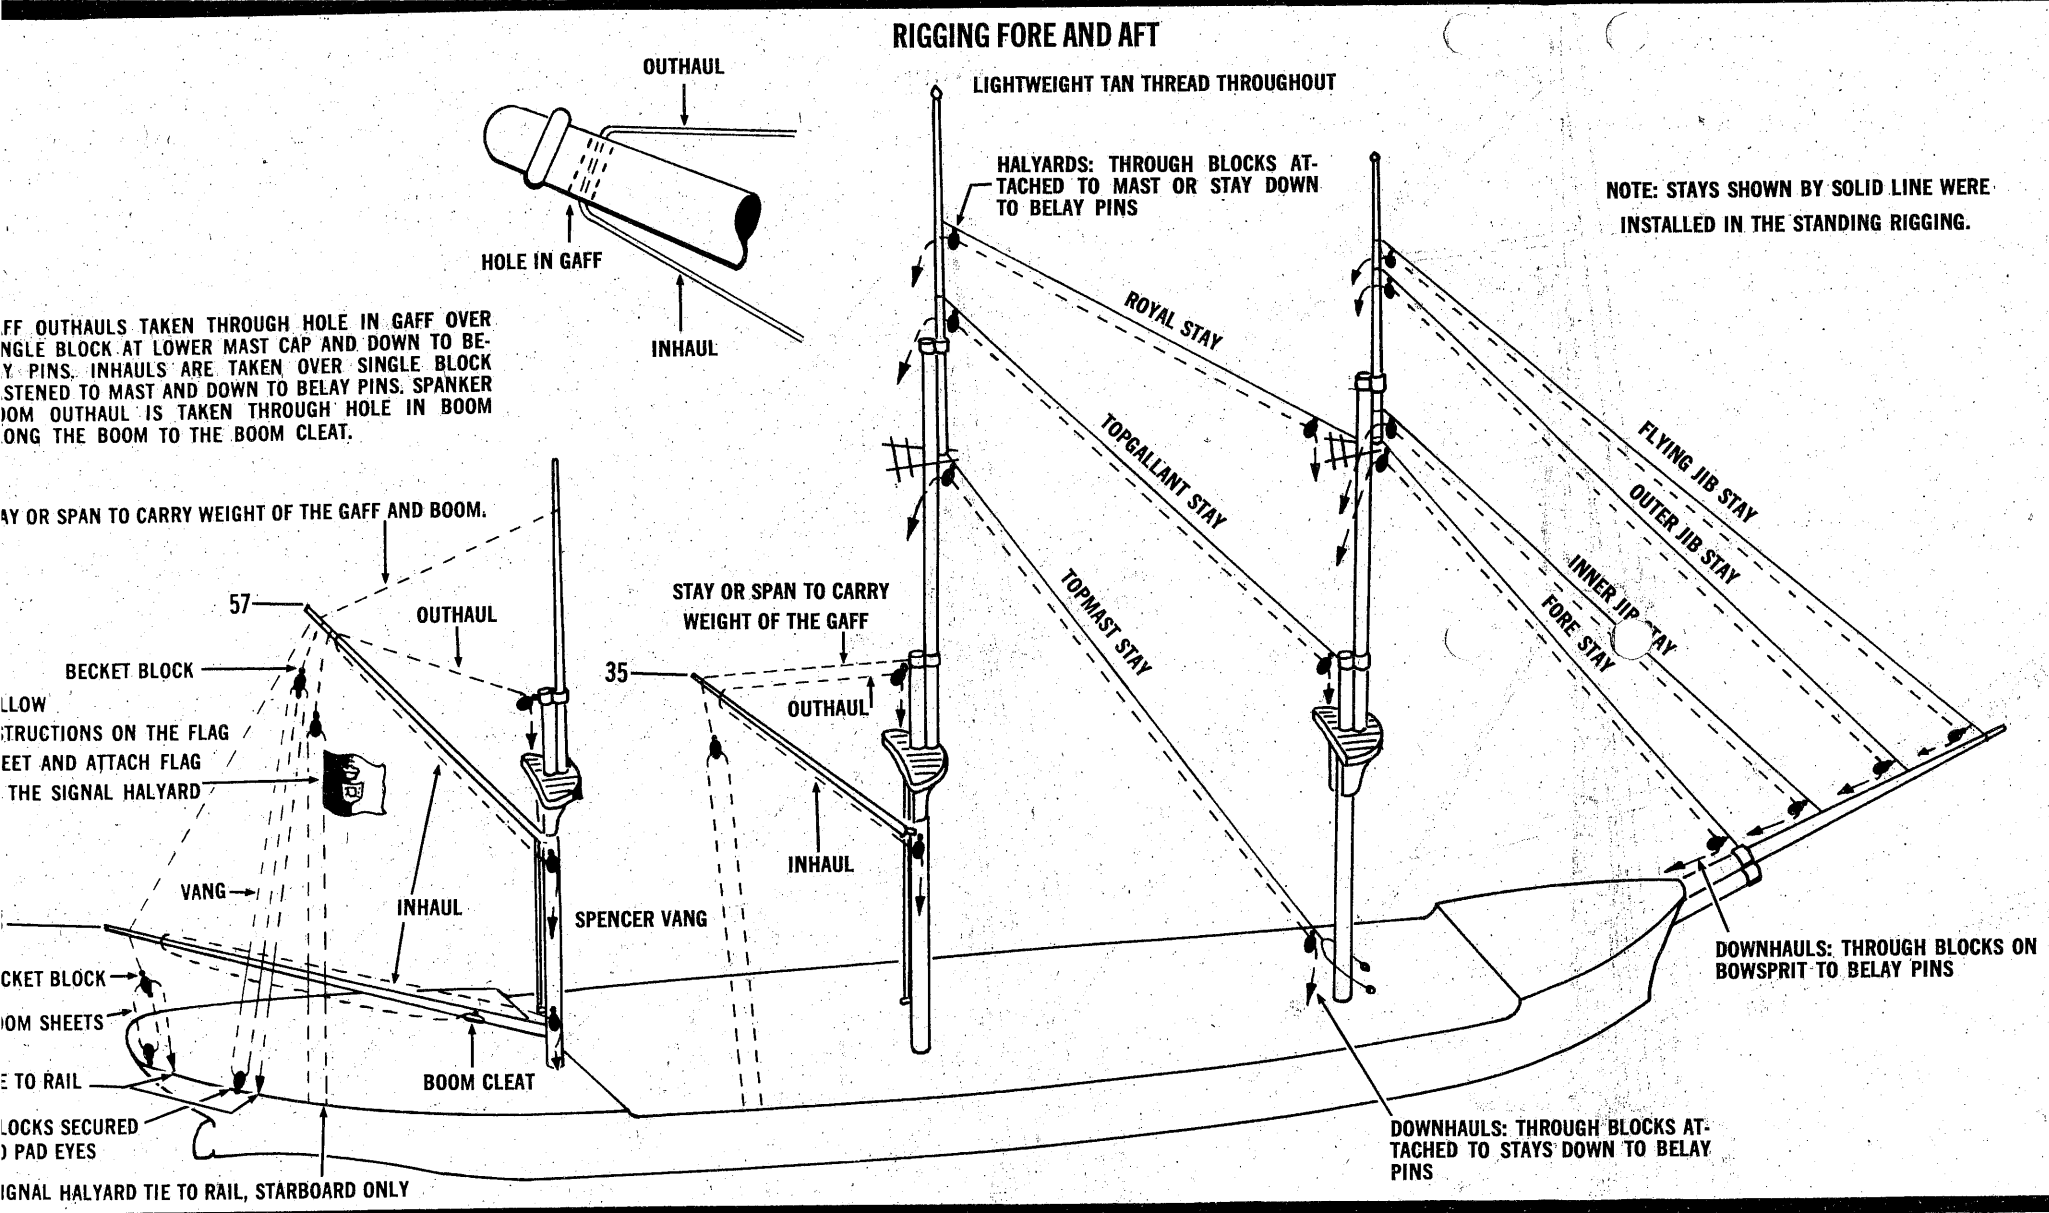 RIGGING FORE AND AFT
LIGHTWEIGHT TAN THREAD THROUGHOUT
OUTHAUL
HOLE IN GAFF
INHAUL
HALYARDS: THROUGH BLOCKS AT-
TACHED TO MAST OR STAY DOWN
TO BELAY PINS
NOTE: STAYS SHOWN BY SOLID LINE WERE
INSTALLED IN THE STANDING RIGGING.
FF OUTHAULS TAKEN THROUGH HOLE IN GAFF OVER
NGLE BLOCK AT LOWER MAST CAP AND DOWN TO BE-
Y PINS. INHAULS ARE TAKEN OVER SINGLE BLOCK
STENED TO MAST AND DOWN TO BELAY PINS. SPANKER
OOM OUTHAUL IS TAKEN THROUGH HOLE IN BOOM
ONG THE BOOM TO THE BOOM CLEAT.
AY OR SPAN TO CARRY WEIGHT OF THE GAFF AND BOOM.
57
OUTHAUL
BECKET BLOCK
LLOW
STRUCTIONS ON THE FLAG
EET AND ATTACH FLAG
THE SIGNAL HALYARD
VANG
INHAUL
CKET BLOCK
OOM SHEETS
E TO RAIL
LOCKS SECURED
O PAD EYES
IGNAL HALYARD TIE TO RAIL, STARBOARD ONLY
BOOM CLEAT
SPENCER VANG
STAY OR SPAN TO CARRY
WEIGHT OF THE GAFF
35
OUTHAUL
INHAUL
ROYAL STAY
TOPGALLANT STAY
TOPMAST STAY
FLYING JIB STAY
OUTER JIB STAY
INNER JIB STAY
FORE STAY
DOWNHAULS: THROUGH BLOCKS ON
BOWSPRIT TO BELAY PINS
DOWNHAULS: THROUGH BLOCKS AT-
TACHED TO STAYS DOWN TO BELAY
PINS